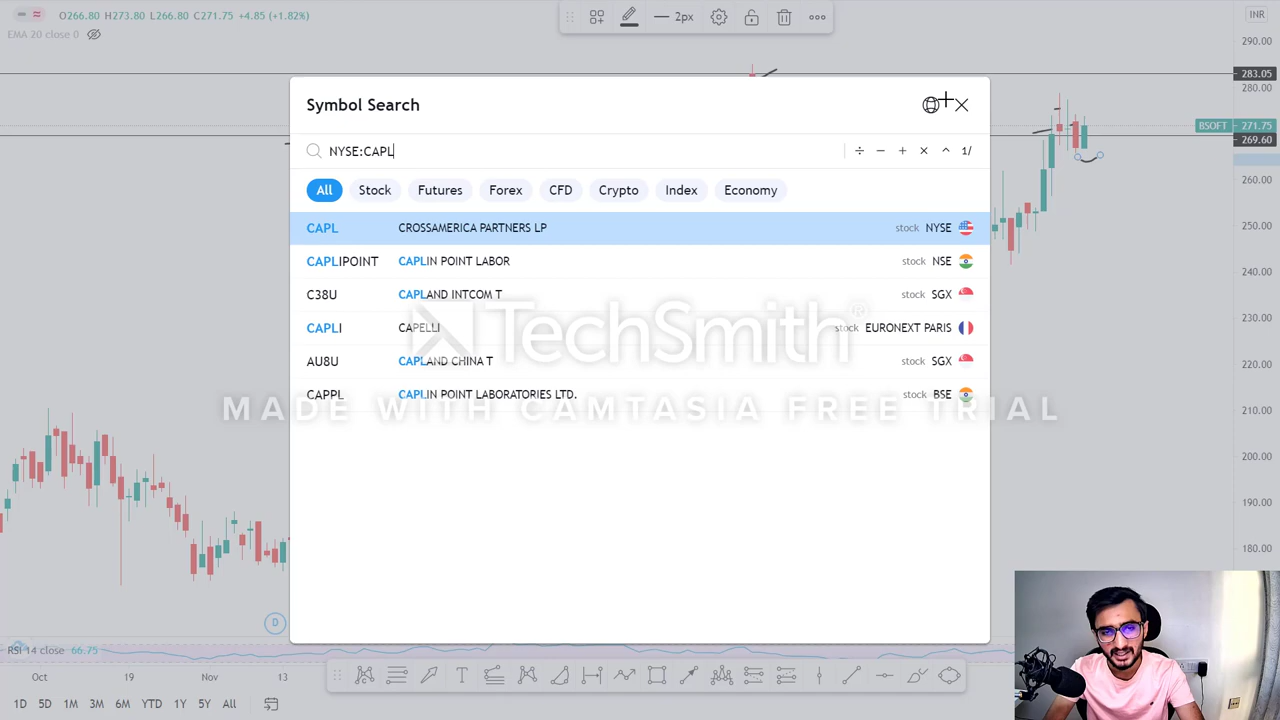 O266.80 H273.80 L266.80 C271.75 +4.85 (+1.82%)
EMA 20 close 0
2px
INR
290.00
283.05
280.00
BSOFT 271.75
269.60
260.00
250.00
240.00
230.00
220.00
210.00
200.00
190.00
180.00
Symbol Search
NYSE:CAPL
÷ − + × ^ 1/
All Stock Futures Forex CFD Crypto Index Economy
CAPL CROSSAMERICA PARTNERS LP stock NYSE
CAPLIPOINT CAPLIN POINT LABOR stock NSE
C38U CAPLAND INTCOM T stock SGX
CAPLI CAPELLI stock EURONEXT PARIS
AU8U CAPLAND CHINA T stock SGX
CAPPL CAPLIN POINT LABORATORIES LTD. stock BSE
TechSmith®
MADE WITH CAMTASIA FREE TRIAL
D
RSI 14 close 66.75
Oct 19 Nov 13
1D 5D 1M 3M 6M YTD 1Y 5Y All